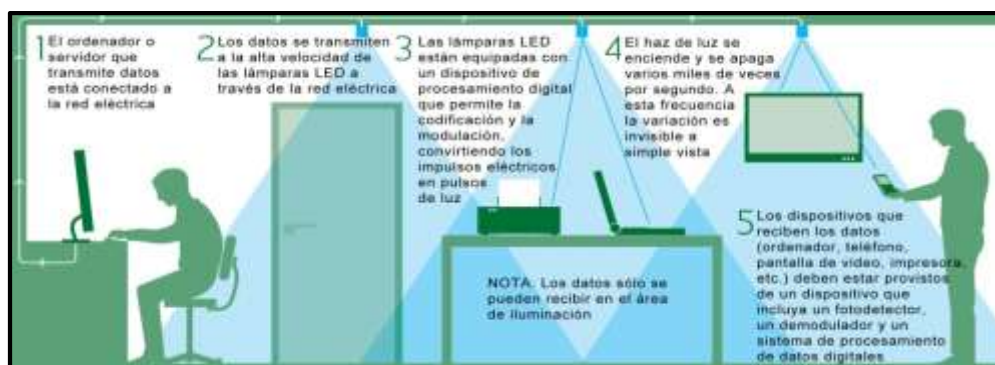 1 El ordenador o
servidor que
transmite datos
está conectado a
la red eléctrica
2 Los datos se transmiten
a la alta velocidad de
las lámparas LED a
través de la red eléctrica
3 Las lámparas LED
están equipadas con
un dispositivo de
procesamiento digital
que permite la
codificación y la
modulación,
convirtiendo los
impulsos eléctricos
en pulsos
de luz
4 El haz de luz se
enciende y se apaga
varios miles de veces
por segundo. A
esta frecuencia
la variación es
invisible a
simple vista
5 Los dispositivos que
reciben los datos
(ordenador, teléfono,
pantalla de vídeo, impresora,
etc.) deben estar provistos
de un dispositivo que
incluya un fotodetector,
un demodulador y un
sistema de procesamiento
de datos digitales
NOTA. Los datos sólo se
pueden recibir en el área
de iluminación